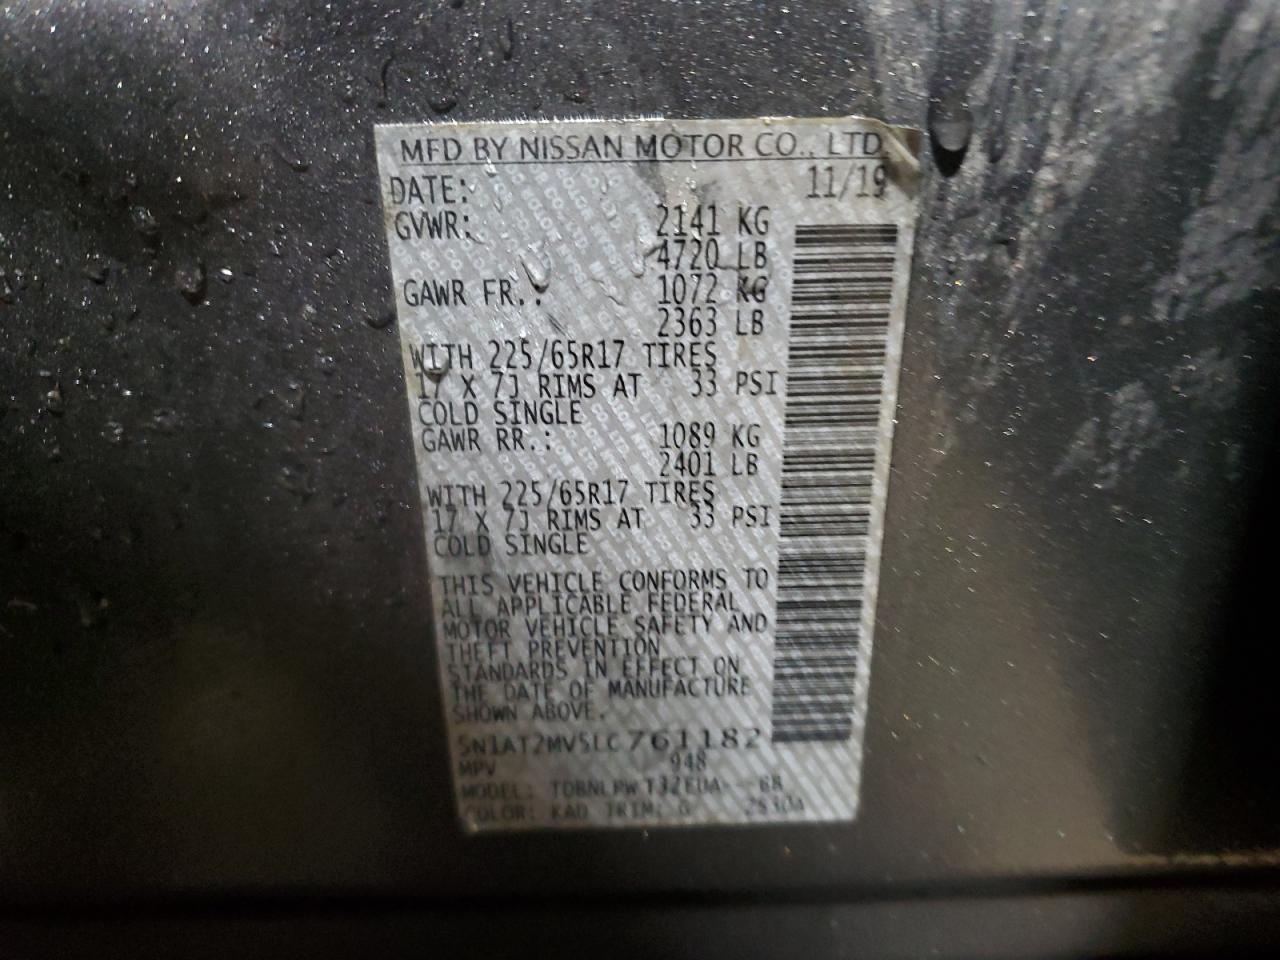 MFD BY NISSAN MOTOR CO., LTD.
DATE: 11/19
GVWR: 2141 KG
4720 LB
GAWR FR.: 1072 KG
2363 LB
WITH 225/65R17 TIRES
17 X 7J RIMS AT 33 PSI
COLD SINGLE
GAWR RR.: 1089 KG
2401 LB
WITH 225/65R17 TIRES
17 X 7J RIMS AT 33 PSI
COLD SINGLE
THIS VEHICLE CONFORMS TO
ALL APPLICABLE FEDERAL
MOTOR VEHICLE SAFETY AND
THEFT PREVENTION
STANDARDS IN EFFECT ON
THE DATE OF MANUFACTURE
SHOWN ABOVE.
5N1AT2MV5LC761182
MPV 948
MODEL:
COLOR: KAD TRIM: G